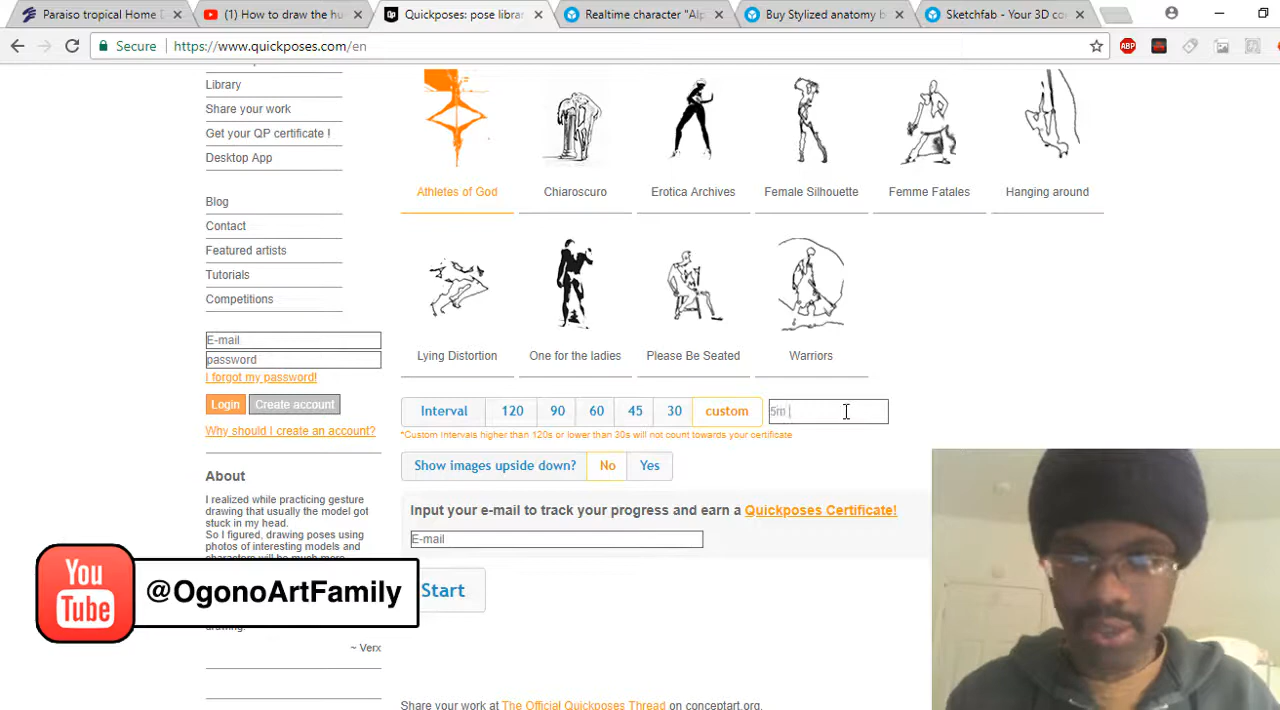 Paraiso tropical Home D
(1) How to draw the hu
Quickposes: pose librar
Realtime character "Alp
Buy Stylized anatomy b
Sketchfab - Your 3D co
Secure
https://www.quickposes.com/en
ABP
Library
Share your work
Get your QP certificate !
Desktop App
Blog
Contact
Featured artists
Tutorials
Competitions
E-mail
password
I forgot my password!
Login
Create account
Why should I create an account?
About
I realized while practicing gesture
drawing that usually the model got
stuck in my head.
So I figured, drawing poses using
photos of interesting models and
drawing.
~ Verx
Athletes of God
Chiaroscuro
Erotica Archives
Female Silhouette
Femme Fatales
Hanging around
Lying Distortion
One for the ladies
Please Be Seated
Warriors
Interval
120
90
60
45
30
custom
5m
*Custom Intervals higher than 120s or lower than 30s will not count towards your certificate.
Show images upside down?
No
Yes
Input your e-mail to track your progress and earn a Quickposes Certificate!
E-mail
Start
Share your work at The Official Quickposes Thread on conceptart.org.
You
Tube
@OgonoArtFamily